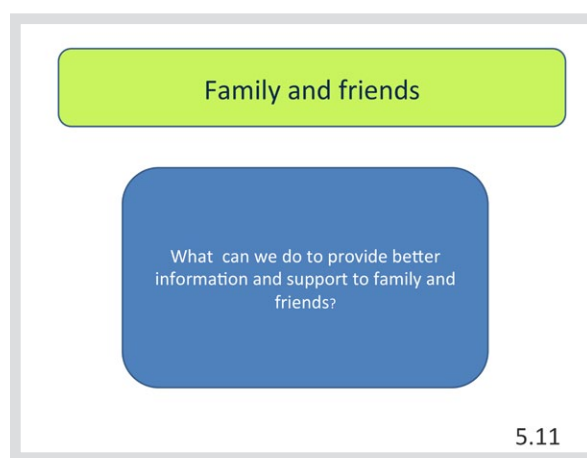 Family and friends
What  can we do to provide better
information and support to family and
friends?
5.11